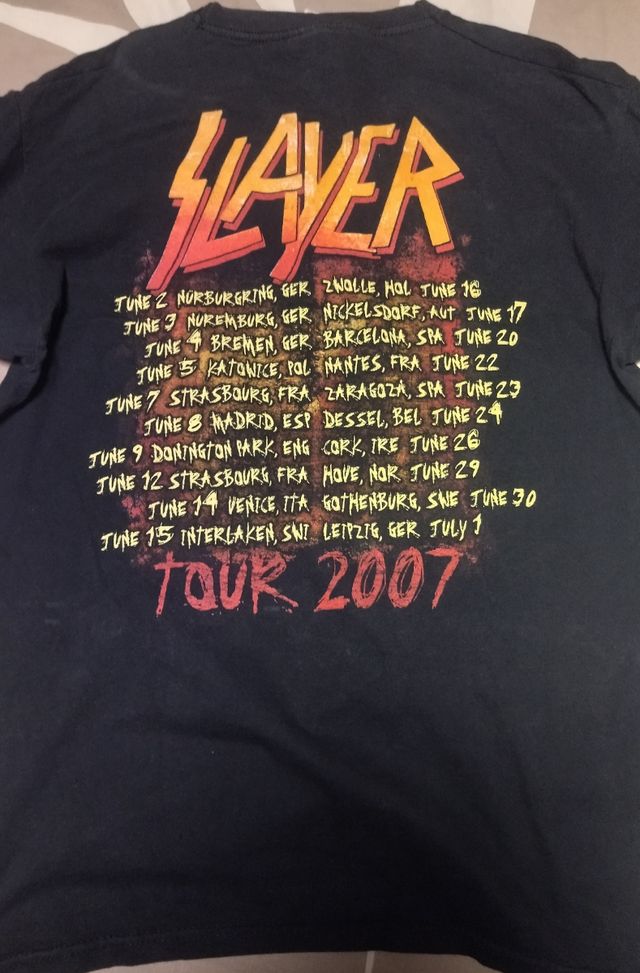 SLAYER
JUNE 2 NURBURGRING, GER
JUNE 3 NUREMBURG, GER
JUNE 4 BREMEN, GER
JUNE 5 KATOWICE, POL
JUNE 7 STRASBOURG, FRA
JUNE 8 MADRID, ESP
JUNE 9 DONINGTON PARK, ENG
JUNE 12 STRASBOURG, FRA
JUNE 14 VENICE, ITA
JUNE 15 INTERLAKEN, SWI
ZWOLLE, HOL JUNE 16
NICKELSDORF, AUT JUNE 17
BARCELONA, SPA JUNE 20
NANTES, FRA JUNE 22
ZARAGOZA, SPA JUNE 23
DESSEL, BEL JUNE 24
CORK, IRE JUNE 26
HOVE, NOR JUNE 29
GOTHENBURG, SWE JUNE 30
LEIPZIG, GER JULY 1
TOUR 2007